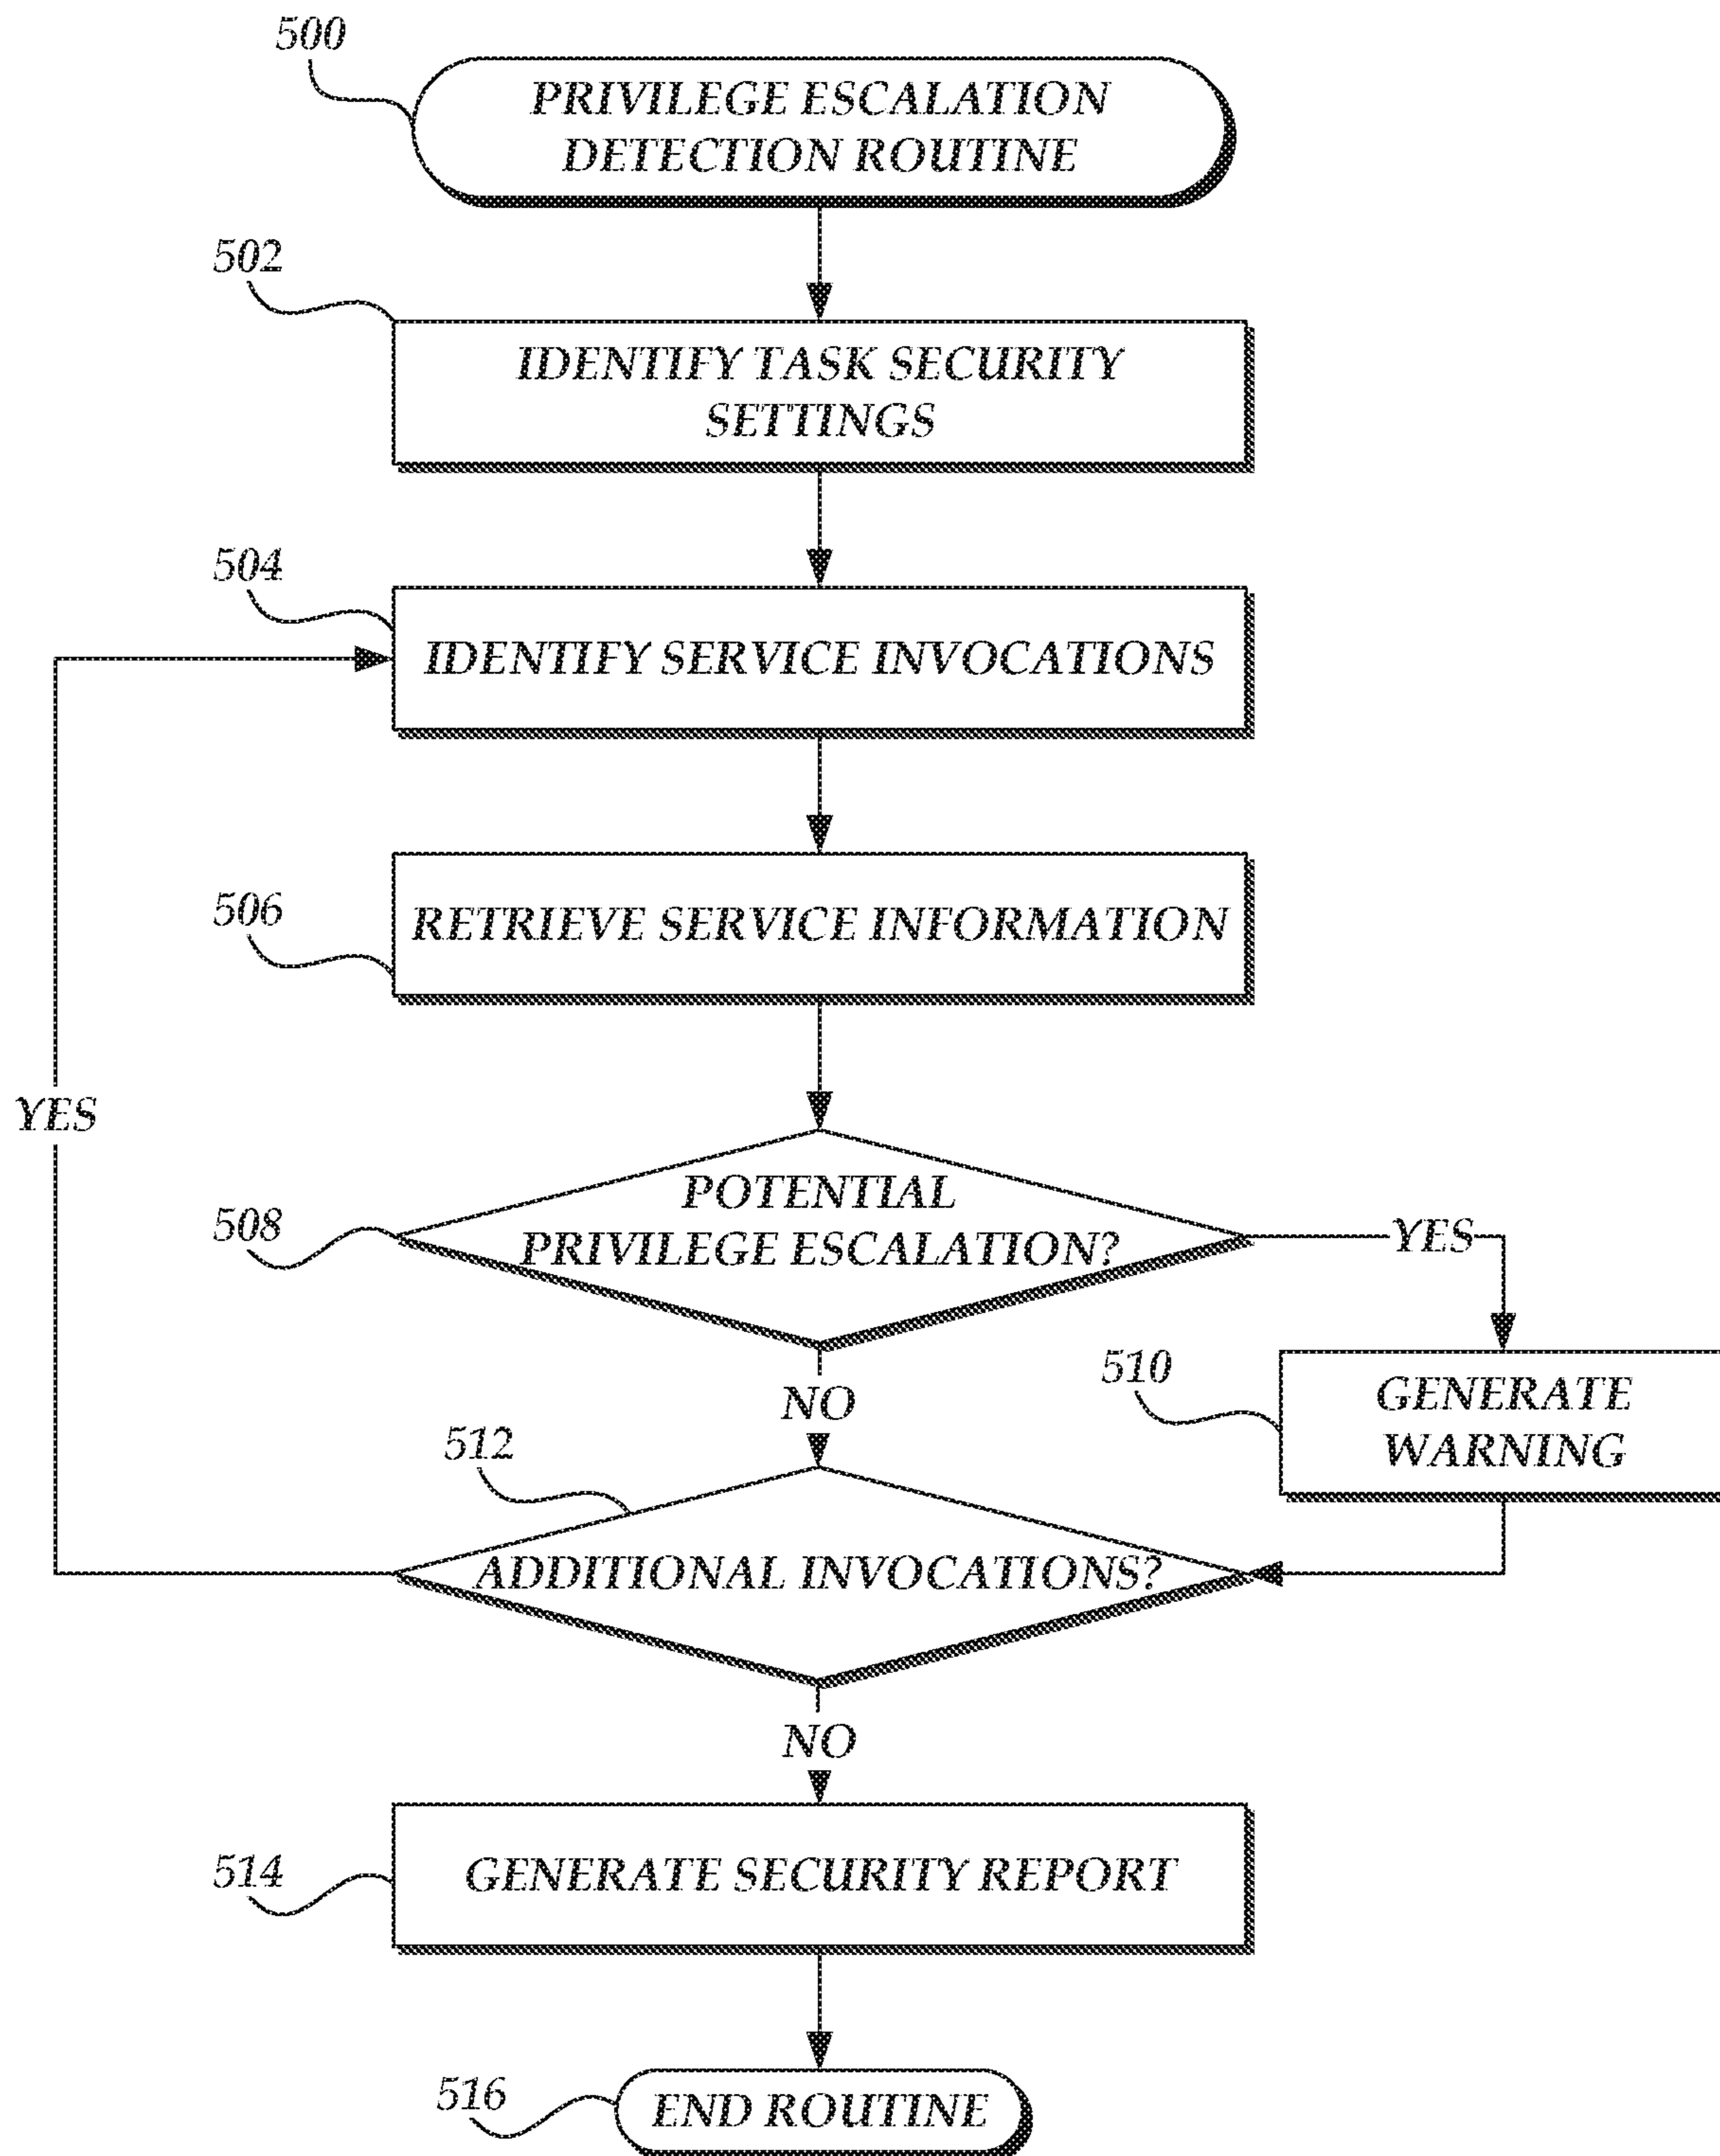 500
PRIVILEGE ESCALATION
DETECTION ROUTINE
502
IDENTIFY TASK SECURITY
SETTINGS
504
IDENTIFY SERVICE INVOCATIONS
506
RETRIEVE SERVICE INFORMATION
YES
508
POTENTIAL
PRIVILEGE ESCALATION?
YES
510
GENERATE
WARNING
NO
512
ADDITIONAL INVOCATIONS?
NO
514
GENERATE SECURITY REPORT
516
END ROUTINE